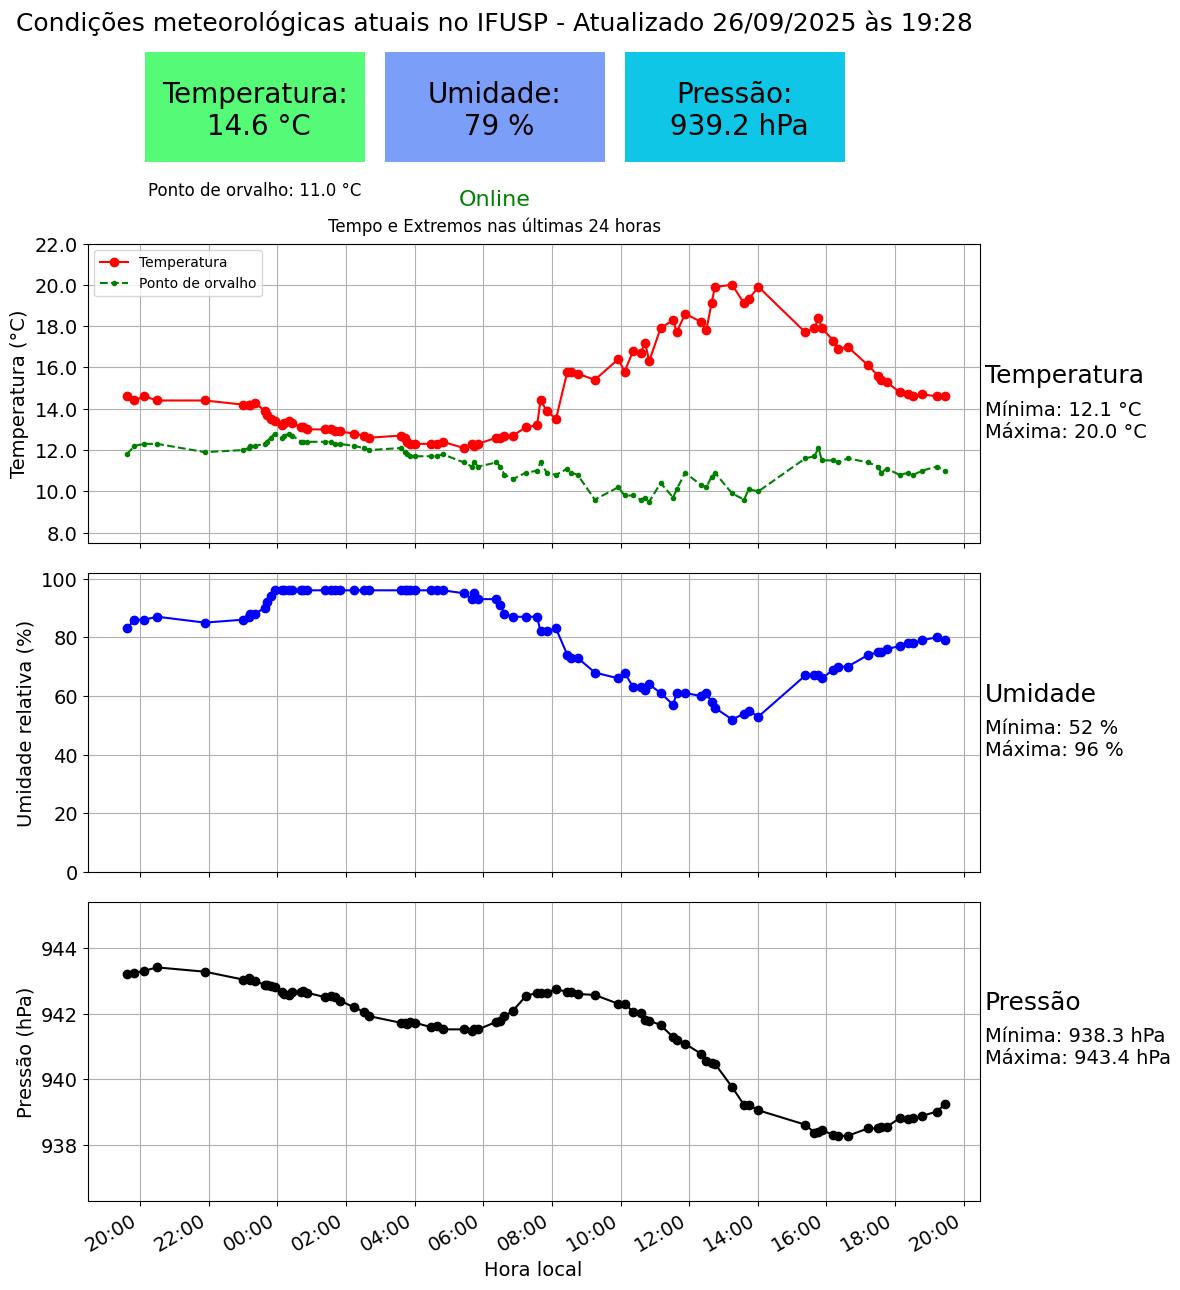 Condições meteorológicas atuais no IFUSP - Atualizado 26/09/2025 às 19:28
Temperatura:
14.6 °C
Umidade:
79 %
Pressão:
939.2 hPa
Ponto de orvalho: 11.0 °C
Online
Tempo e Extremos nas últimas 24 horas
Temperatura (°C)
22.0
20.0
18.0
16.0
14.0
12.0
10.0
8.0
Temperatura
Ponto de orvalho
Temperatura
Mínima: 12.1 °C
Máxima: 20.0 °C
Umidade relativa (%)
100
80
60
40
20
0
Umidade
Mínima: 52 %
Máxima: 96 %
Pressão (hPa)
944
942
940
938
Pressão
Mínima: 938.3 hPa
Máxima: 943.4 hPa
20:00 22:00 00:00 02:00 04:00 06:00 08:00 10:00 12:00 14:00 16:00 18:00 20:00
Hora local